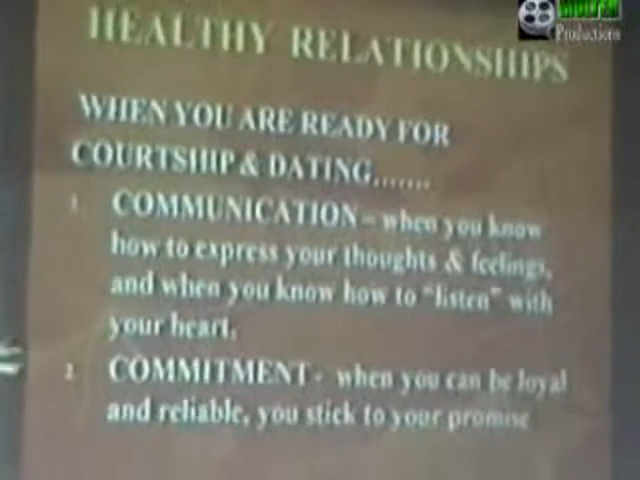 Productions
HEALTHY RELATIONSHIPS
WHEN YOU ARE READY FOR
COURTSHIP & DATING.......
1. COMMUNICATION – when you know
how to express your thoughts & feelings,
and when you know how to "listen" with
your heart.
2. COMMITMENT - when you can be loyal
and reliable, you stick to your promise